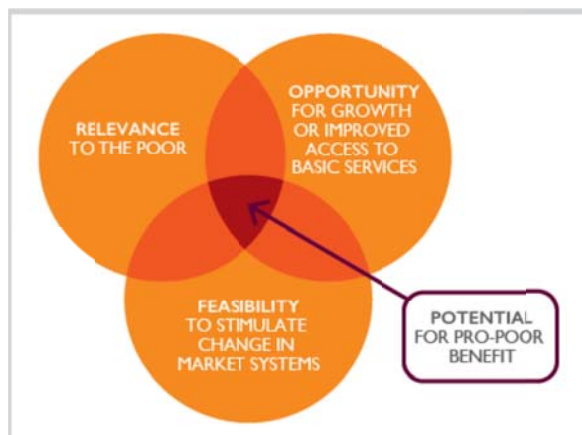 RELEVANCE
TO THE POOR
OPPORTUNITY
FOR GROWTH
OR IMPROVED
ACCESS TO
BASIC SERVICES
FEASIBILITY
TO STIMULATE
CHANGE IN
MARKET SYSTEMS
POTENTIAL
FOR PRO-POOR
BENEFIT